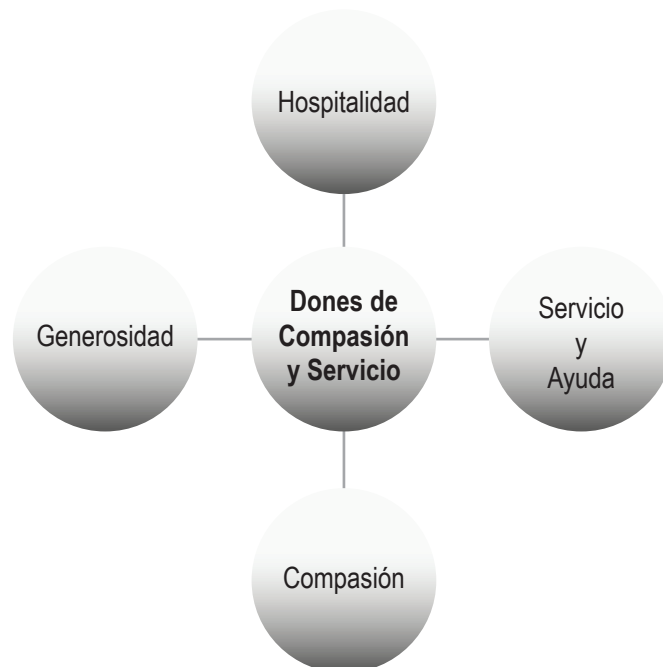 Hospitalidad
Generosidad
Dones de
Compasión
y Servicio
Servicio
y
Ayuda
Compasión